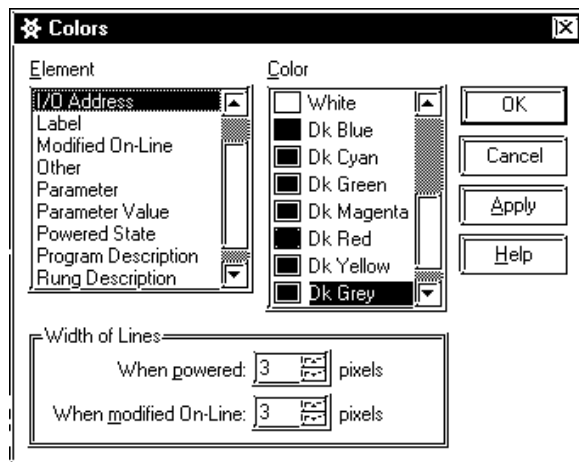 Colors
Element
I/O Address
Label
Modified On-Line
Other
Parameter
Parameter Value
Powered State
Program Description
Rung Description
Color
White
Dk Blue
Dk Cyan
Dk Green
Dk Magenta
Dk Red
Dk Yellow
Dk Grey
OK
Cancel
Apply
Help
Width of Lines
When powered: 3 pixels
When modified On-Line: 3 pixels